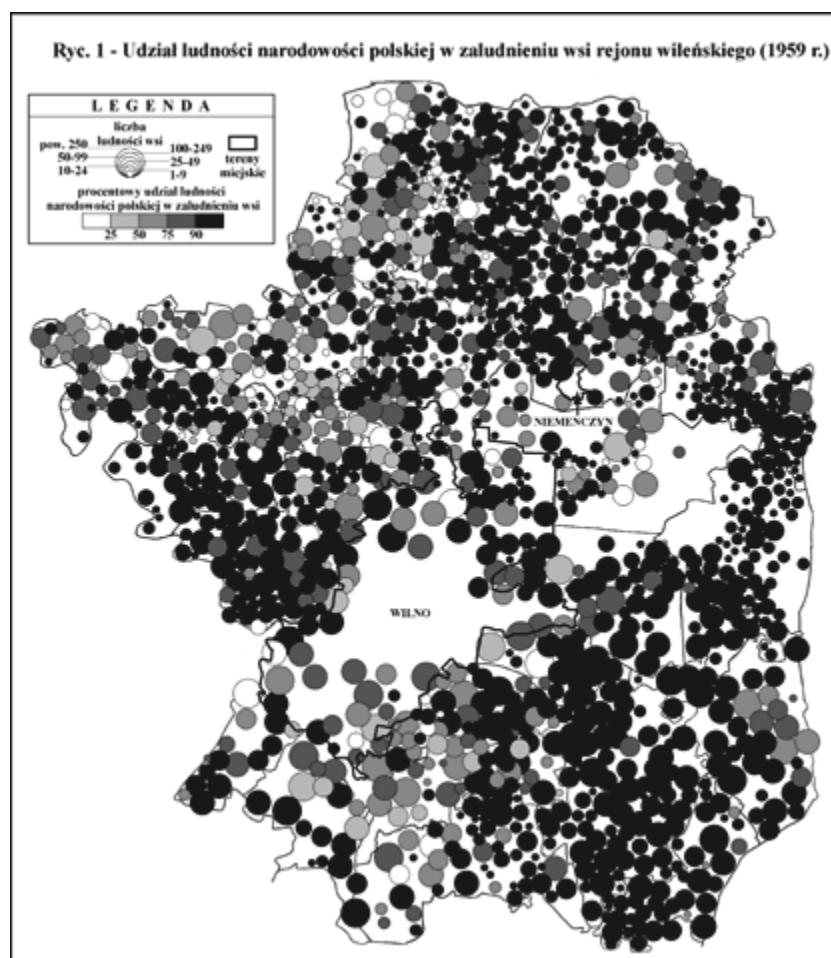 Ryc. 1 - Udział ludności narodowości polskiej w zaludnieniu wsi rejonu wileńskiego (1959 r.)
LEGENDA
liczba
ludności wsi
pow. 250
100-249
50-99
25-49
10-24
1-9
tereny
miejskie
procentowy udział ludności
narodowości polskiej w zaludnieniu wsi
25 50 75 90
NIEMENCZYN
WILNO